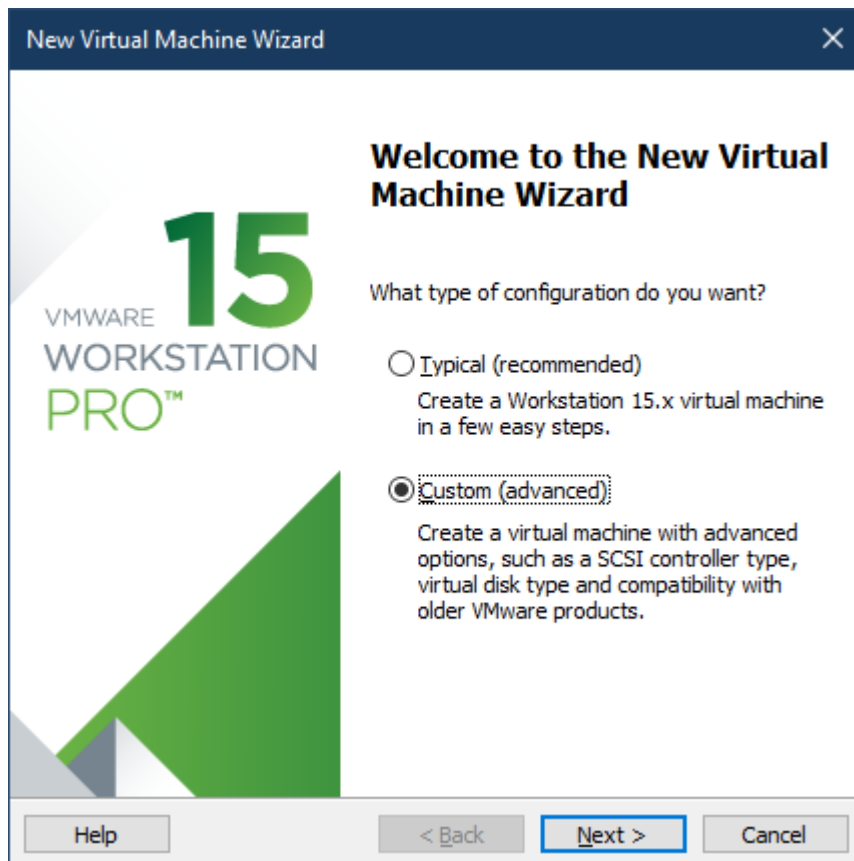 New Virtual Machine Wizard
15
VMWARE
WORKSTATION
PRO™
Welcome to the New Virtual
Machine Wizard
What type of configuration do you want?
Typical (recommended)
Create a Workstation 15.x virtual machine
in a few easy steps.
Custom (advanced)
Create a virtual machine with advanced
options, such as a SCSI controller type,
virtual disk type and compatibility with
older VMware products.
Help
< Back
Next >
Cancel